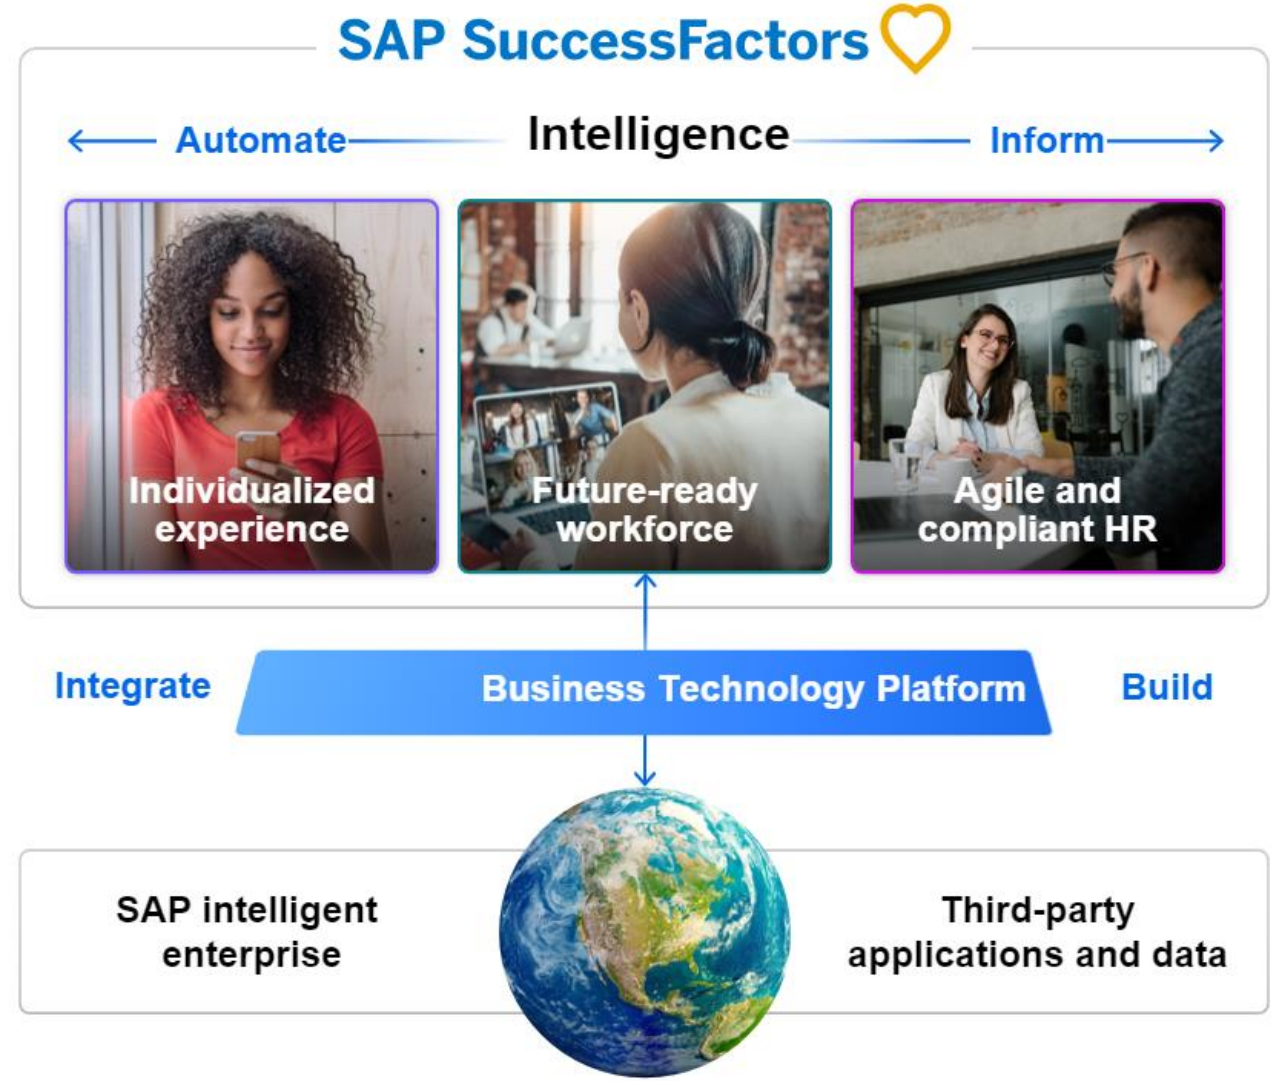 SAP SuccessFactors
Automate
Intelligence
Inform
Individualized
experience
Future-ready
workforce
Agile and
compliant HR
Integrate
Business Technology Platform
Build
SAP intelligent
enterprise
Third-party
applications and data